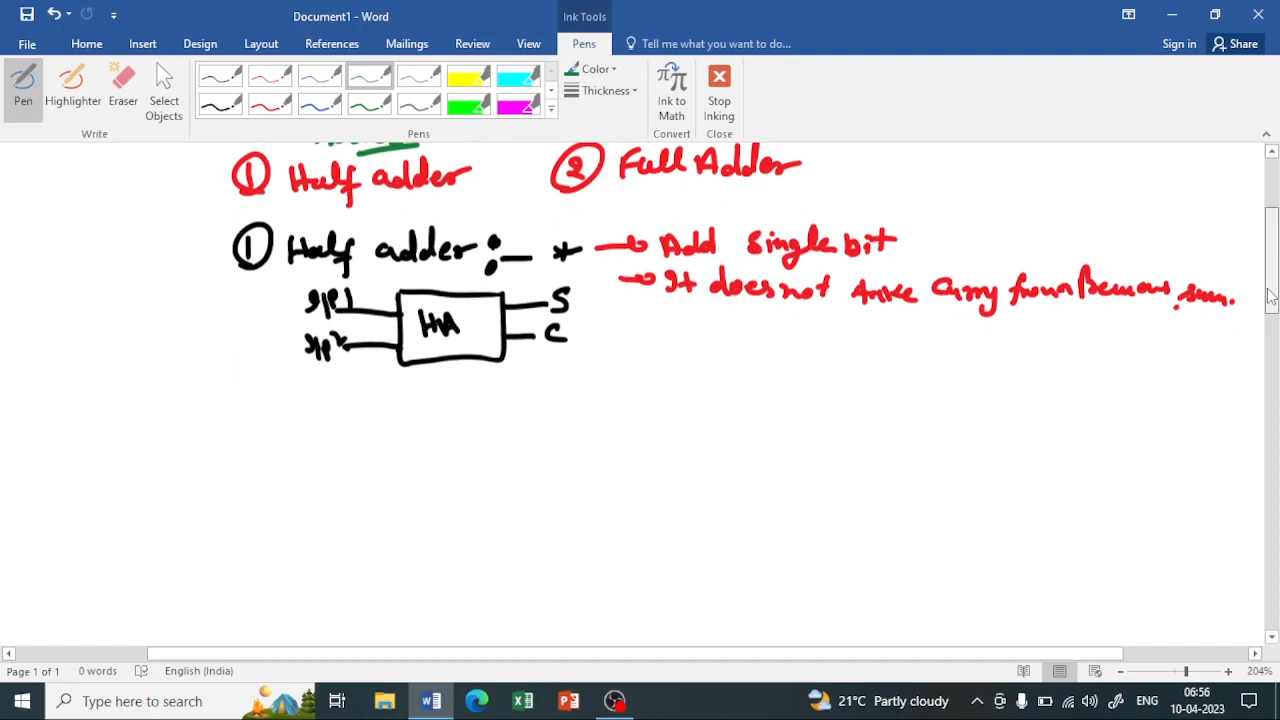 Document1 - Word
Ink Tools
File Home Insert Design Layout References Mailings Review View Pens Tell me what you want to do... Sign in Share
Pen Highlighter Eraser Select Objects
Color
Thickness
Ink to Math
Stop Inking
Write Pens Convert Close
① Half adder ② Full Adder
① Half adder :- * → Add single bit
→ It does not take carry from sum.
I/P 1 HA S
I/P 2 C
Page 1 of 1 0 words English (India) 204%
Type here to search 21°C Partly cloudy ENG 06:56
10-04-2023